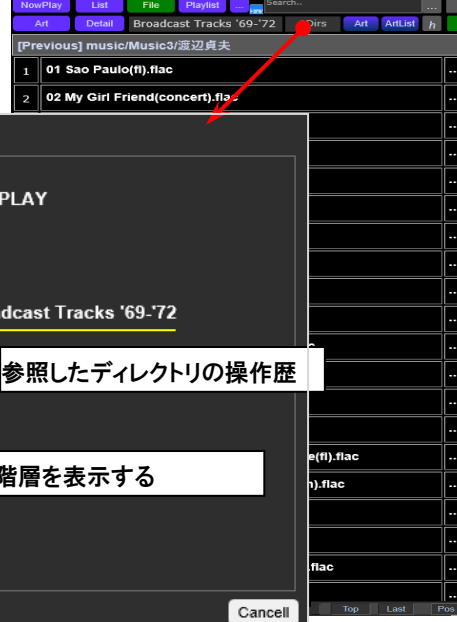 NowPlay List File Playlist ... Search.. ...
Art Detail Broadcast Tracks '69-'72 Dirs Art ArtList h
[Previous] music/Music3/渡辺貞夫
1 01 Sao Paulo(fl).flac
2 02 My Girl Friend(concert).flac
PLAY
dcast Tracks '69-'72
参照したディレクトリの操作歴
e(fl).flac
階層を表示する
n).flac
.flac
Cancell
Top Last Pos